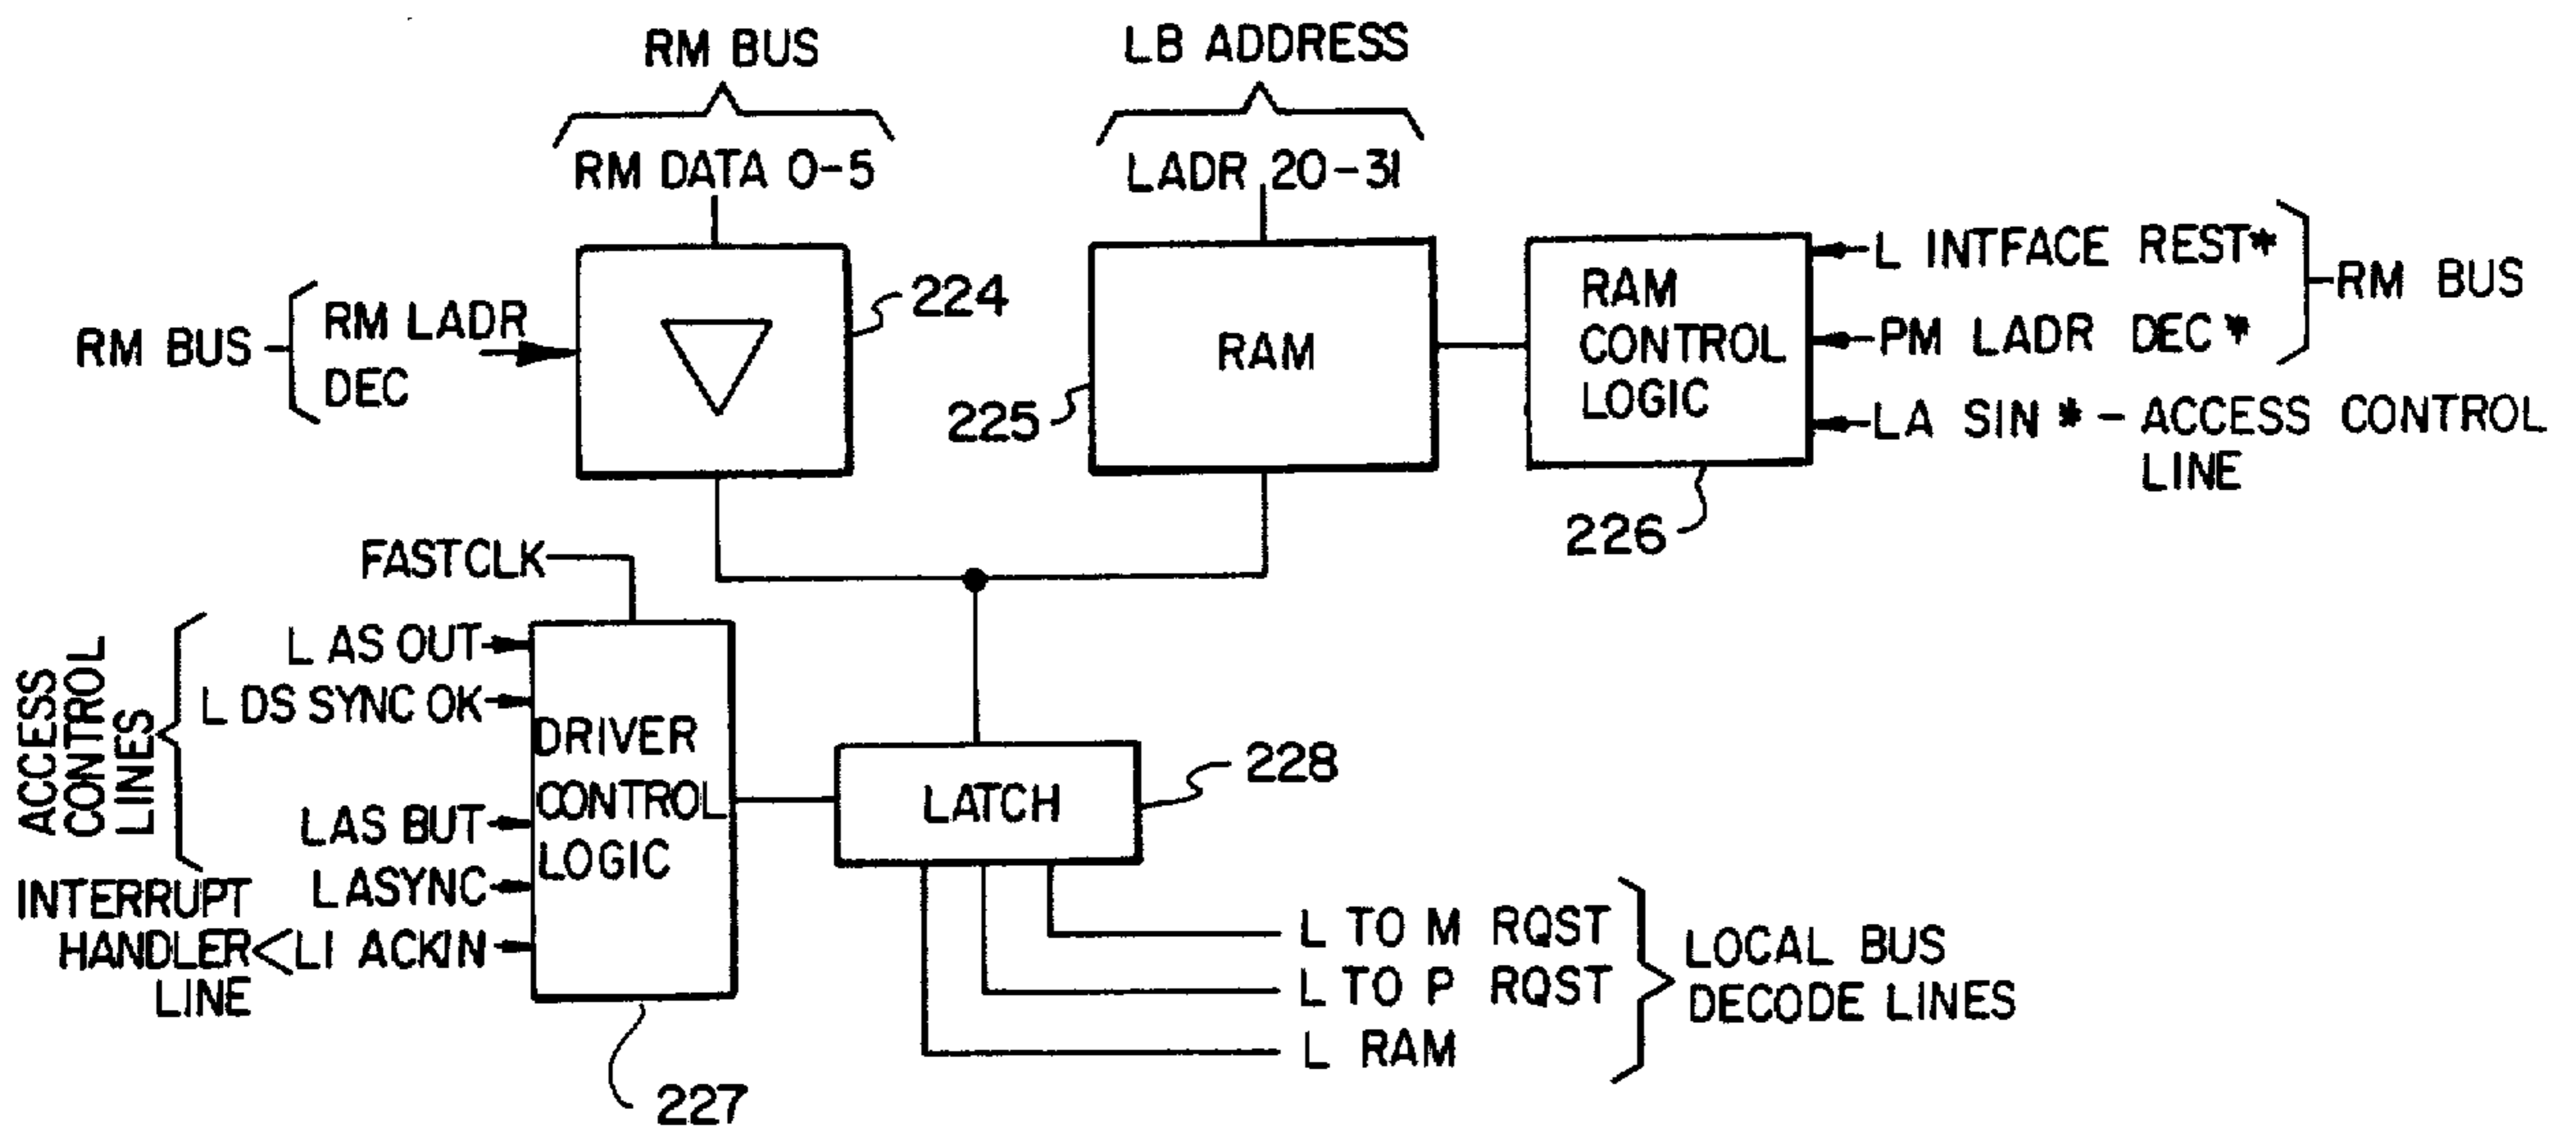 RM BUS
LB ADDRESS
RM DATA 0-5
LADR 20-31
RM BUS
RM LADR
DEC
224
225
RAM
RAM
CONTROL
LOGIC
226
L INTFACE REST*
PM LADR DEC*
RM BUS
LA SIN * - ACCESS CONTROL
LINE
FASTCLK
ACCESS
CONTROL
LINES
L AS OUT
L DS SYNC OK
LAS BUT
L ASYNC
INTERRUPT
HANDLER
LINE
LI ACKIN
DRIVER
CONTROL
LOGIC
227
LATCH
228
L TO M RQST
L TO P RQST
L RAM
LOCAL BUS
DECODE LINES